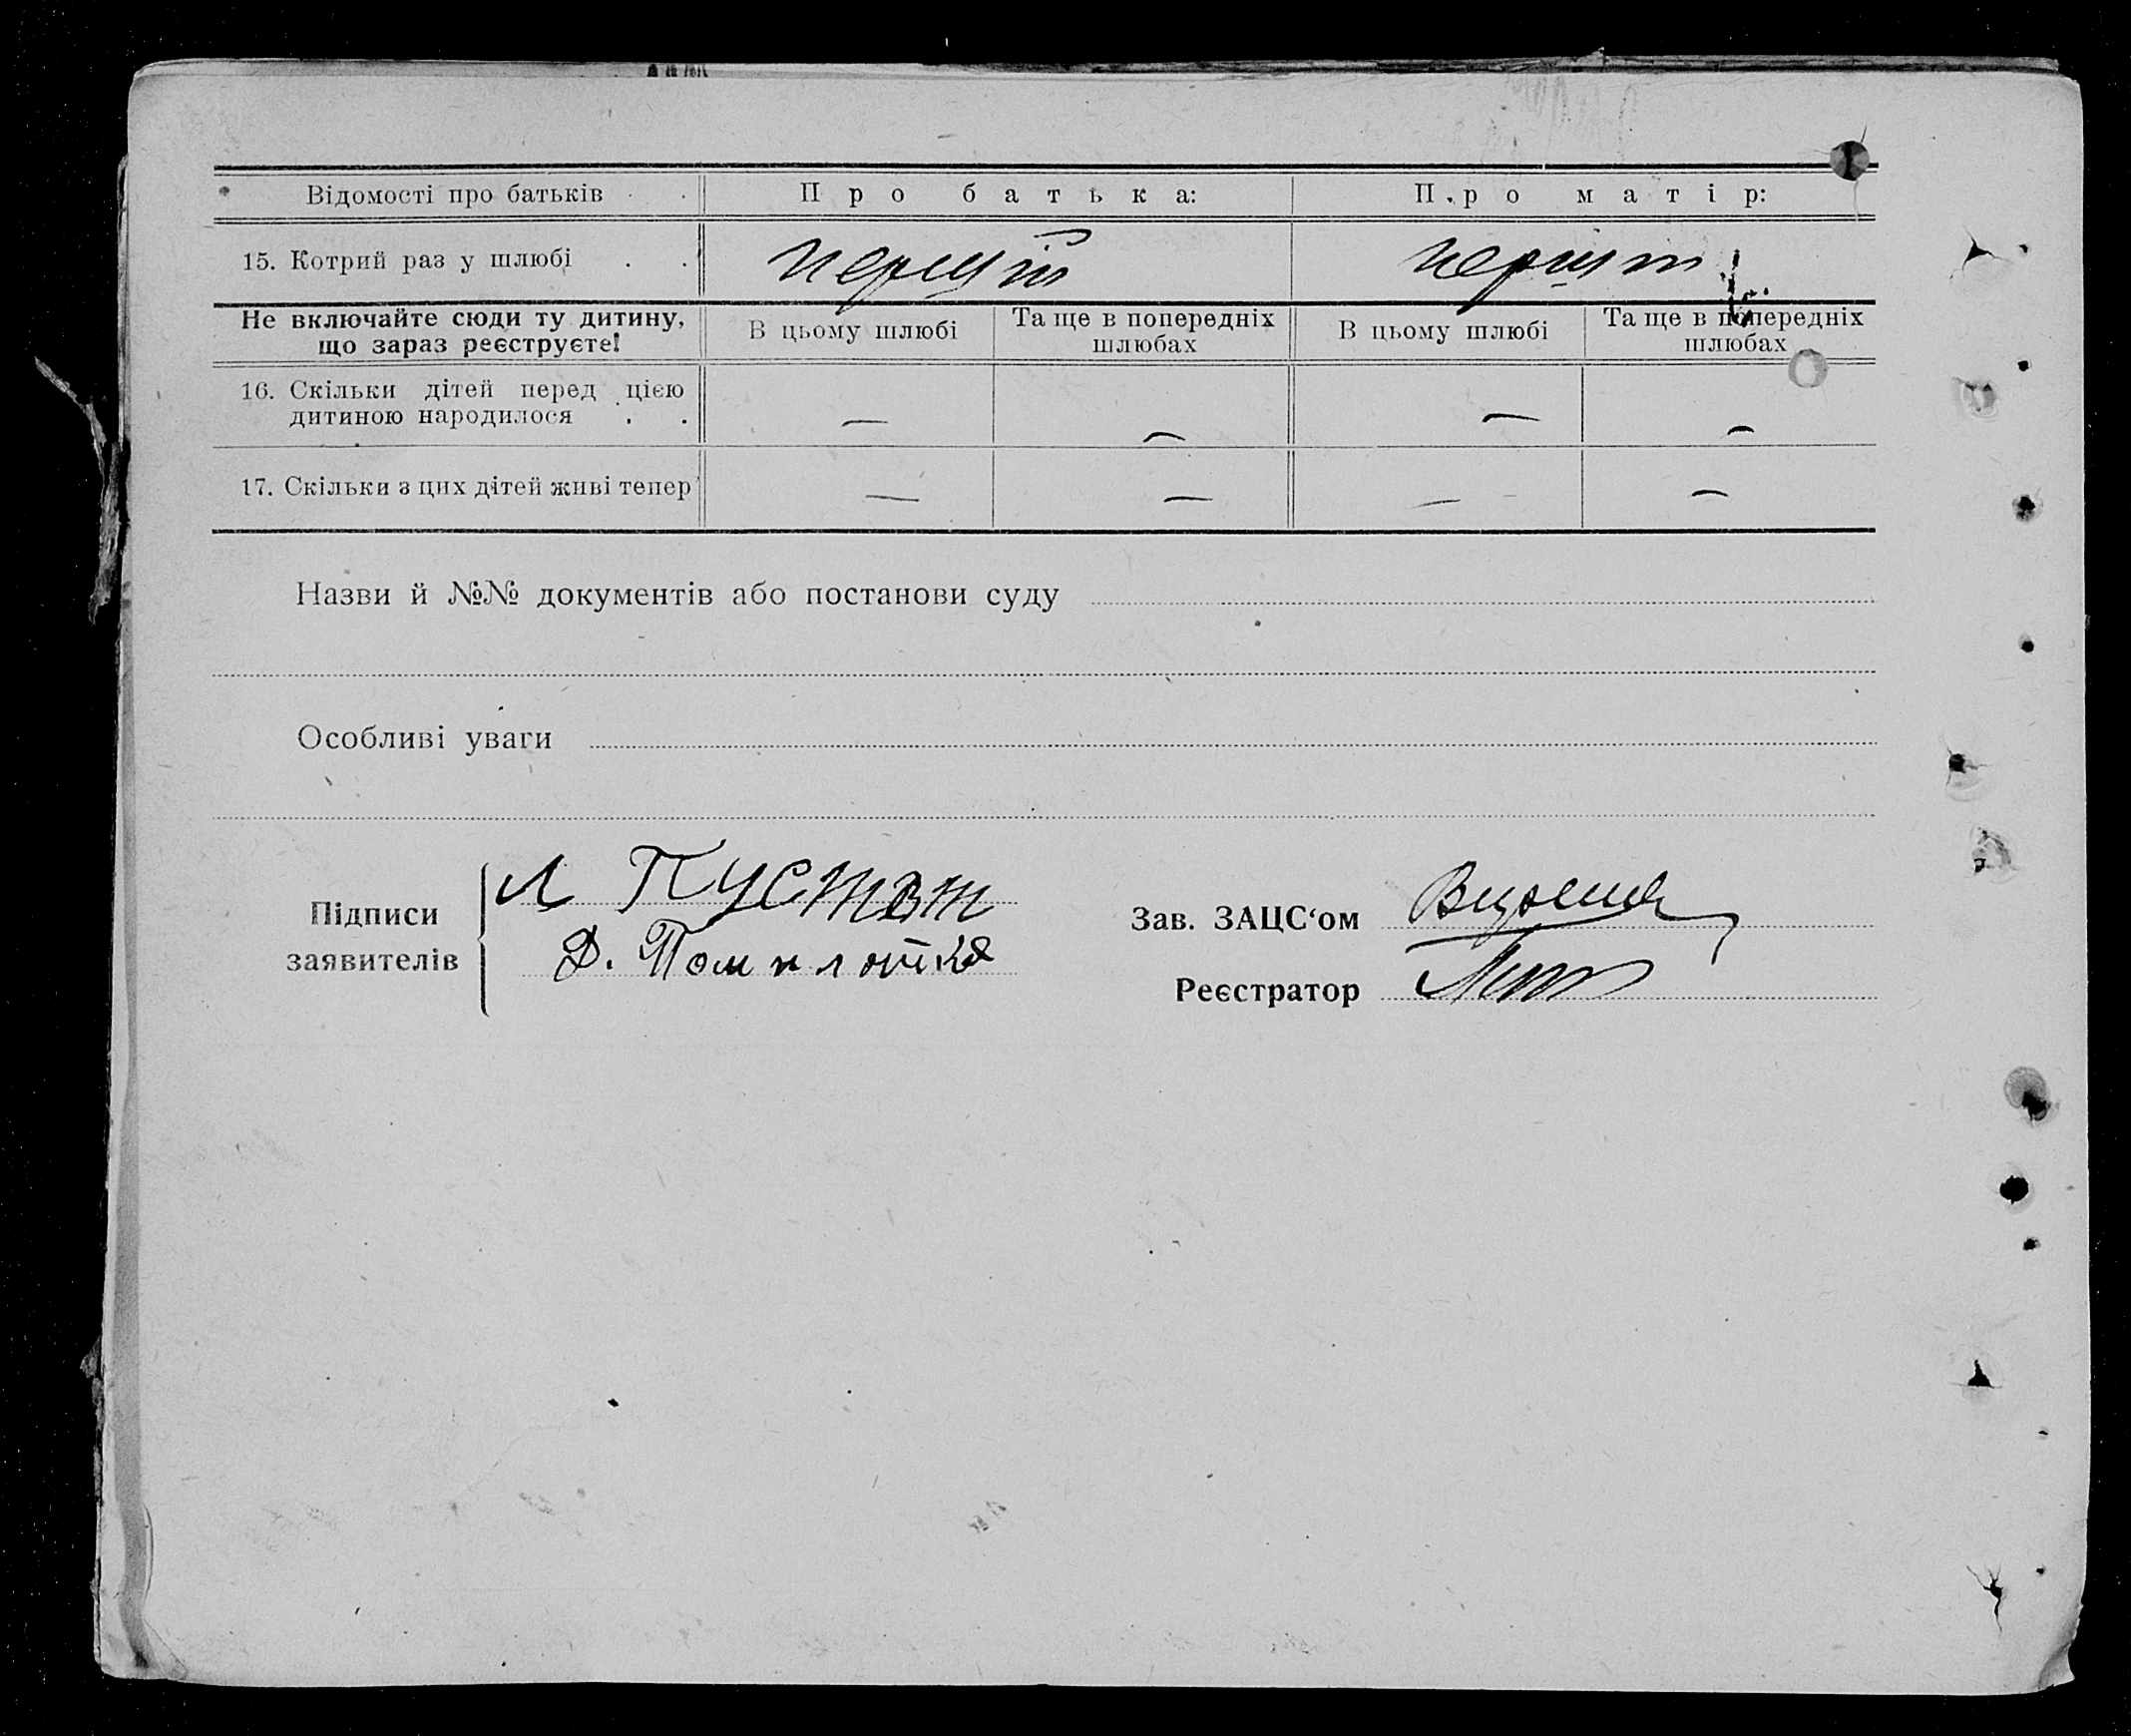 Відомості про батьків Про батька: Про матір:
15. Котрий раз у шлюбі перший перший
Не включайте сюди ту дитину, що зараз реєструєте! В цьому шлюбі Та ще в попередніх шлюбах В цьому шлюбі Та ще в попередніх шлюбах
16. Скільки дітей перед цією дитиною народилося — — — —
17. Скільки з цих дітей живі тепер — — — —
Назви й №№ документів або постанови суду
Особливі уваги
Підписи заявителів
Л Пустот
Д.
Зав. ЗАЦС‘ом
Реєстратор